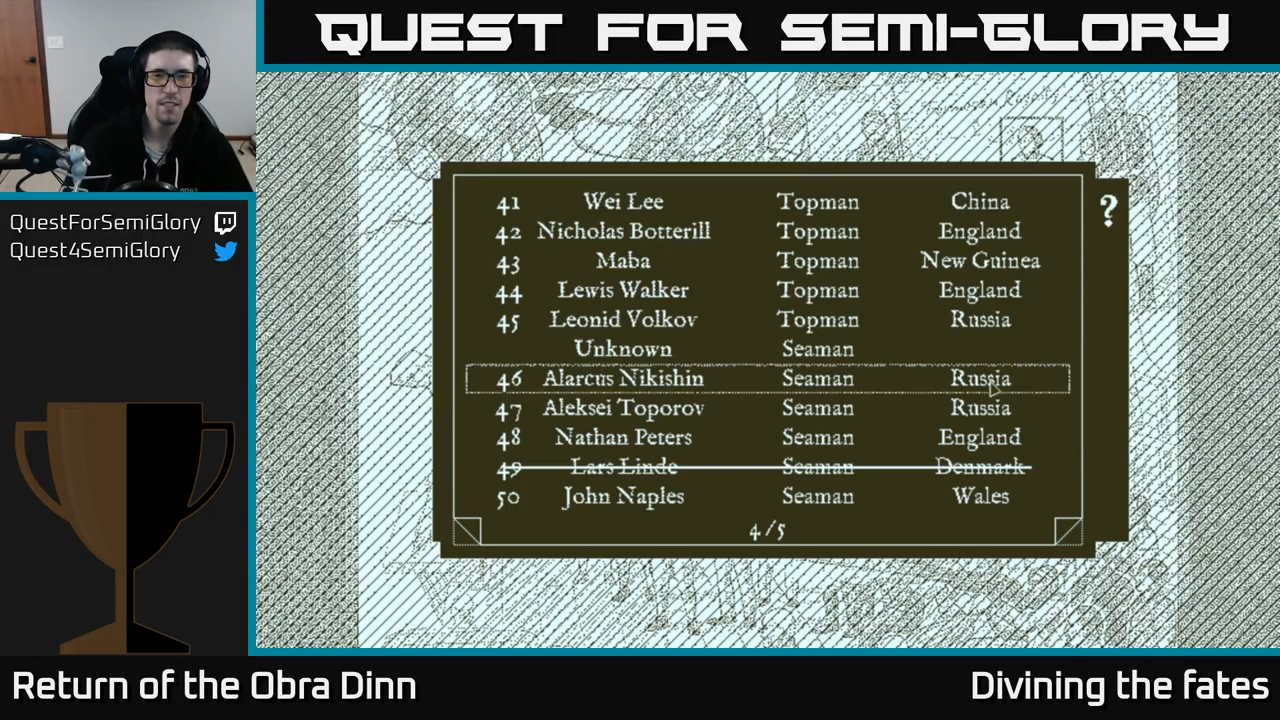 QUEST FOR SEMI-GLORY
QuestForSemiGlory
Quest4SemiGlory
?
41 Wei Lee Topman China
42 Nicholas Botterill Topman England
43 Maba Topman New Guinea
44 Lewis Walker Topman England
45 Leonid Volkov Topman Russia
Unknown Seaman
46 Alarcus Nikishin Seaman Russia
47 Aleksei Toporov Seaman Russia
48 Nathan Peters Seaman England
49 Lars Linde Seaman Denmark
50 John Naples Seaman Wales
4/5
Return of the Obra Dinn
Divining the fates